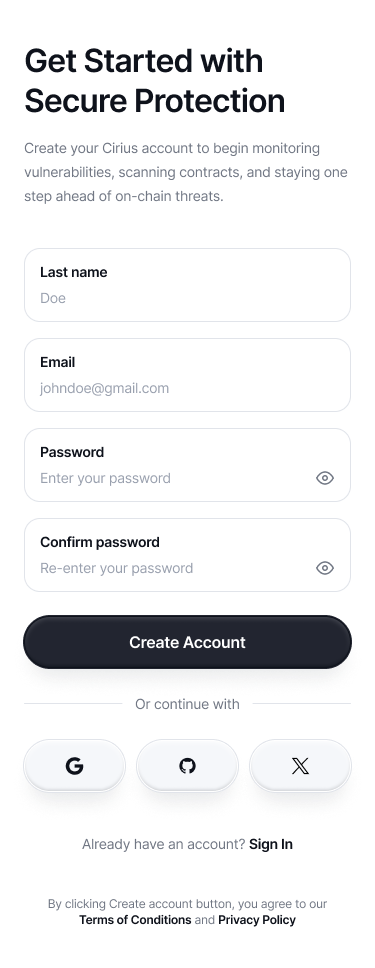 Get Started with
Secure Protection
Create your Cirius account to begin monitoring
vulnerabilities, scanning contracts, and staying one
step ahead of on-chain threats.
Last name
Doe
Email
johndoe@gmail.com
Password
Enter your password
Confirm password
Re-enter your password
Create Account
Or continue with
Already have an account? Sign In
By clicking Create account button, you agree to our
Terms of Conditions and Privacy Policy